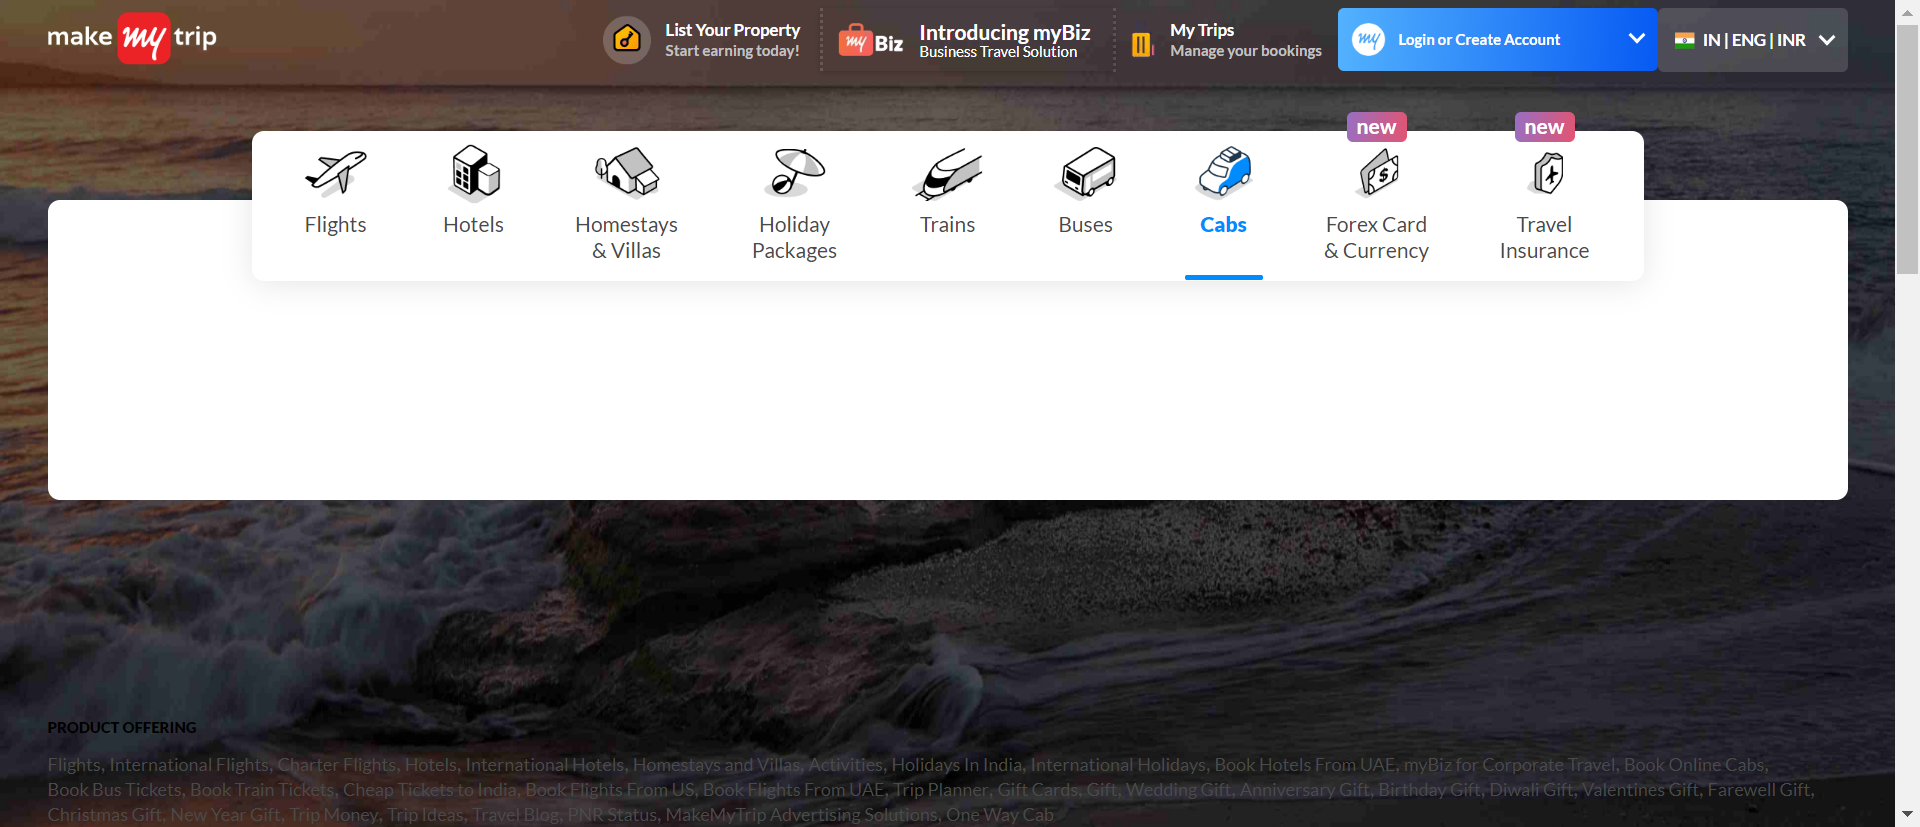 make my trip
List Your Property
Start earning today!
my Biz
Introducing myBiz
Business Travel Solution
My Trips
Manage your bookings
my
Login or Create Account
IN | ENG | INR
new
new
Flights
Hotels
Homestays
& Villas
Holiday
Packages
Trains
Buses
Cabs
Forex Card
& Currency
Travel
Insurance
PRODUCT OFFERING
Flights, International Flights, Charter Flights, Hotels, International Hotels, Homestays and Villas, Activities, Holidays In India, International Holidays, Book Hotels From UAE, myBiz for Corporate Travel, Book Online Cabs,
Book Bus Tickets, Book Train Tickets, Cheap Tickets to India, Book Flights From US, Book Flights From UAE, Trip Planner, Gift Cards, Gift, Wedding Gift, Anniversary Gift, Birthday Gift, Diwali Gift, Valentines Gift, Farewell Gift,
Christmas Gift, New Year Gift, Trip Money, Trip Ideas, Travel Blog, PNR Status, MakeMyTrip Advertising Solutions, One Way Cab